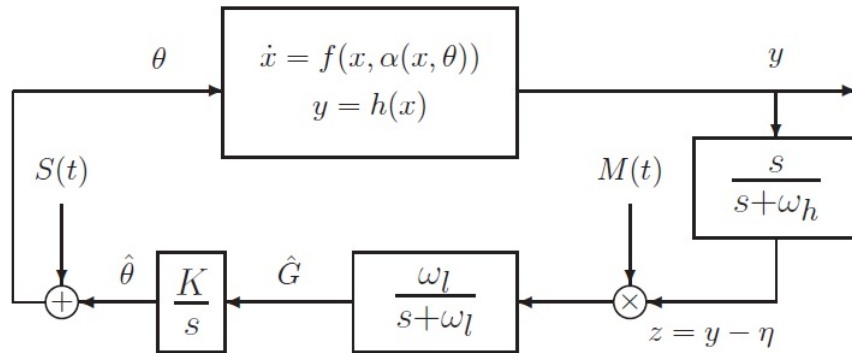 θ
ẋ = f(x, α(x, θ))
y = h(x)
y
S(t)
M(t)
s
s+ω_h
θ̂
K
s
Ĝ
ω_l
s+ω_l
+
×
z = y − η